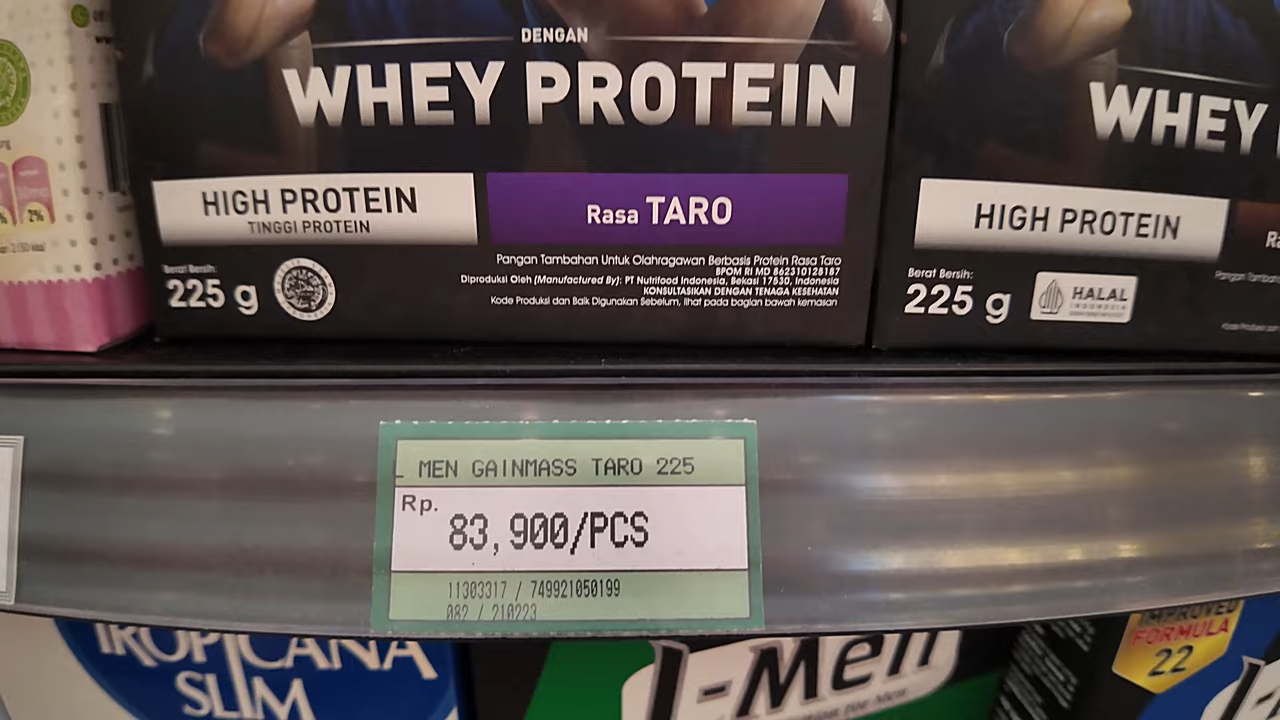 DENGAN
WHEY PROTEIN
HIGH PROTEIN
TINGGI PROTEIN
Rasa TARO
Pangan Tambahan Untuk Olahragawan Berbasis Protein Rasa Taro
BPOM RI MD 862310128187
Diproduksi Oleh (Manufactured By): PT Nutrifood Indonesia, Bekasi 17530, Indonesia
KONSULTASIKAN DENGAN TENAGA KESEHATAN
Kode Produksi dan Baik Digunakan Sebelum, lihat pada bagian bawah kemasan
Berat Bersih:
225 g
WHEY
HIGH PROTEIN
Berat Bersih:
225 g
HALAL
INDONESIA
2%
L MEN GAINMASS TARO 225
Rp.
83,900/PCS
11303317 / 749921050199
082 / 210223
TROPICANA
SLIM
L-Men
IMPROVED
FORMULA
22